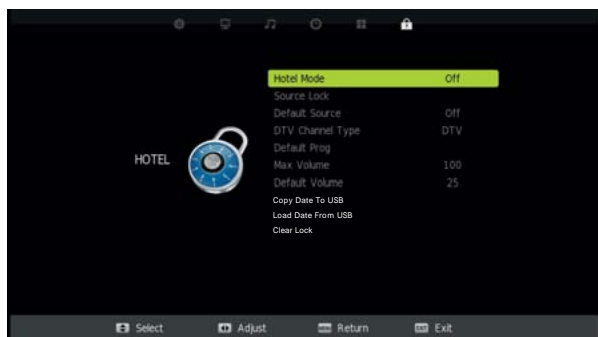 Hotel Mode Off
Source Lock
Default Source Off
DTV Channel Type DTV
Default Prog
HOTEL
Max Volume 100
Default Volume 25
Copy Date To USB
Load Date From USB
Clear Lock
Select Adjust Return Exit